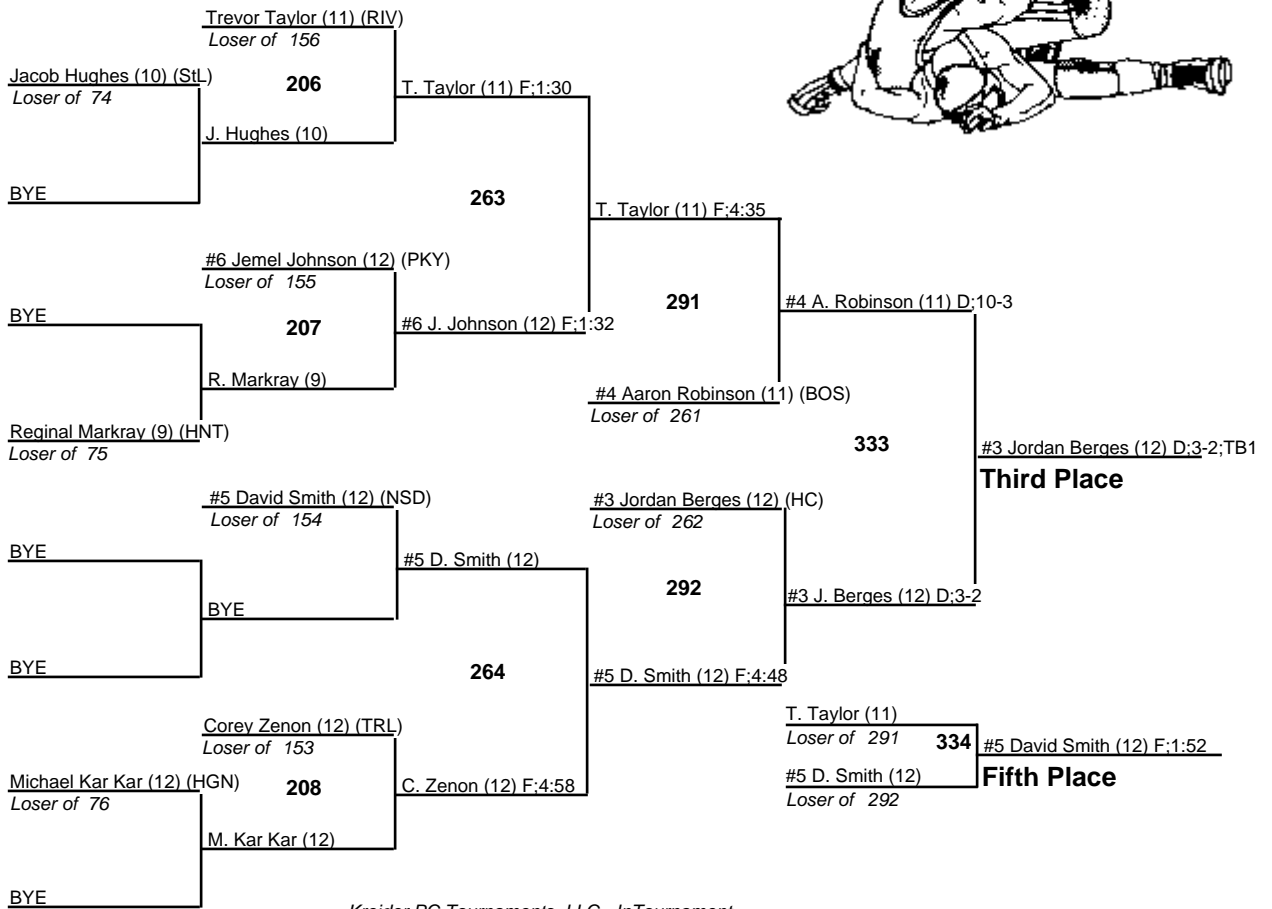 Trevor Taylor (11) (RIV)
Loser of 156
Jacob Hughes (10) (StL)
Loser of 74
206
T. Taylor (11) F;1:30
J. Hughes (10)
BYE
263
T. Taylor (11) F;4:35
#6 Jemel Johnson (12) (PKY)
Loser of 155
BYE
207
#6 J. Johnson (12) F;1:32
291
#4 A. Robinson (11) D;10-3
R. Markray (9)
#4 Aaron Robinson (11) (BOS)
Loser of 261
Reginal Markray (9) (HNT)
Loser of 75
333
#3 Jordan Berges (12) D;3-2;TB1
Third Place
#5 David Smith (12) (NSD)
Loser of 154
#3 Jordan Berges (12) (HC)
Loser of 262
BYE
#5 D. Smith (12)
292
#3 J. Berges (12) D;3-2
BYE
BYE
264
#5 D. Smith (12) F;4:48
Corey Zenon (12) (TRL)
Loser of 153
T. Taylor (11)
Loser of 291
334
#5 David Smith (12) F;1:52
Fifth Place
Michael Kar Kar (12) (HGN)
Loser of 76
208
C. Zenon (12) F;4:58
#5 D. Smith (12)
Loser of 292
M. Kar Kar (12)
BYE